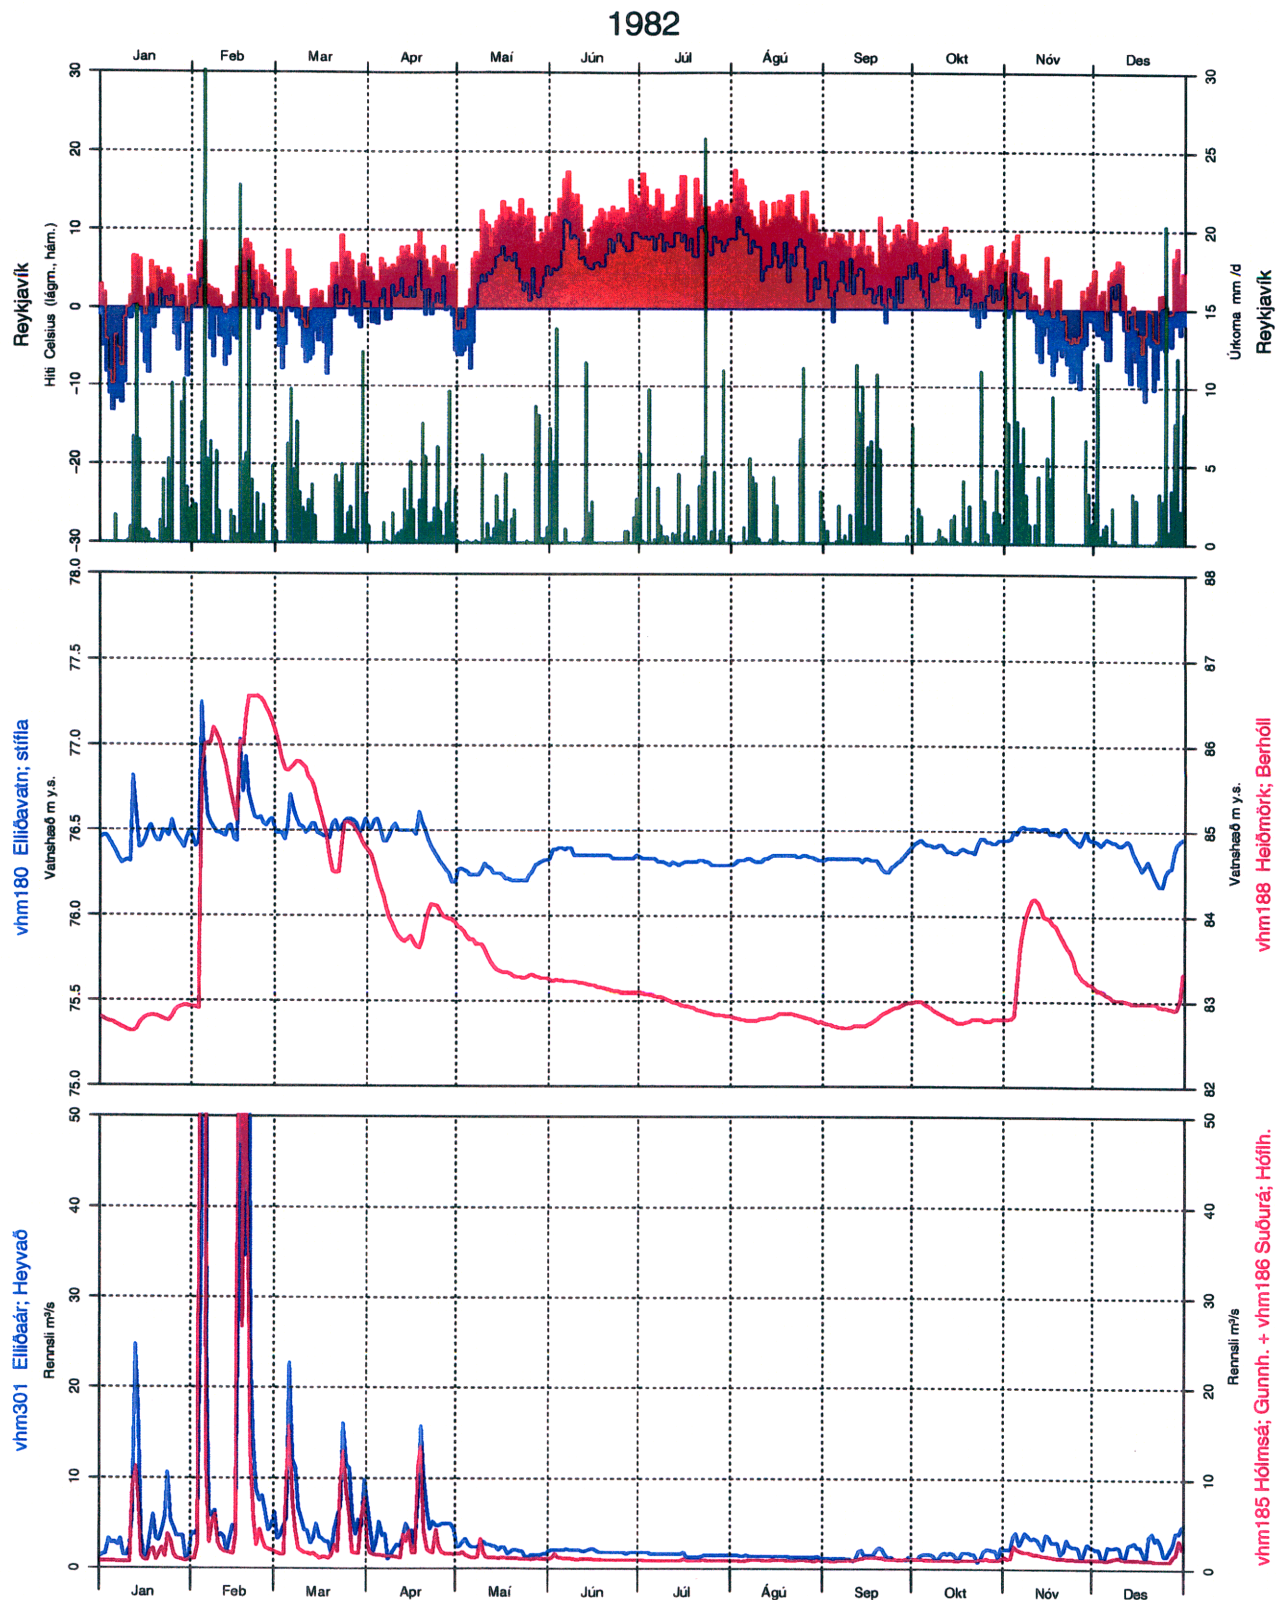 1982
Jan Feb Mar Apr Maí Jún Júl Ágú Sep Okt Nóv Des
Reykjavík
Hiti Celsius (lágm., hám.)
30
20
10
0
-10
-20
-30
30
25
20
15
10
5
0
Úrkoma mm /d
Reykjavík
vhm180 Elliðavatn; stífla
Vatnshæð m y.s.
78.0
77.5
77.0
76.5
76.0
75.5
75.0
88
87
86
85
84
83
82
Vatnshæð m y.s.
vhm188 Heiðmörk; Berhóll
vhm301 Elliðaár; Heyvað
Rennsli m³/s
50
40
30
20
10
0
50
40
30
20
10
0
Rennsli m³/s
vhm185 Hólmsá; Gunnh. + vhm186 Suðurá; Höflh.
Jan Feb Mar Apr Maí Jún Júl Ágú Sep Okt Nóv Des